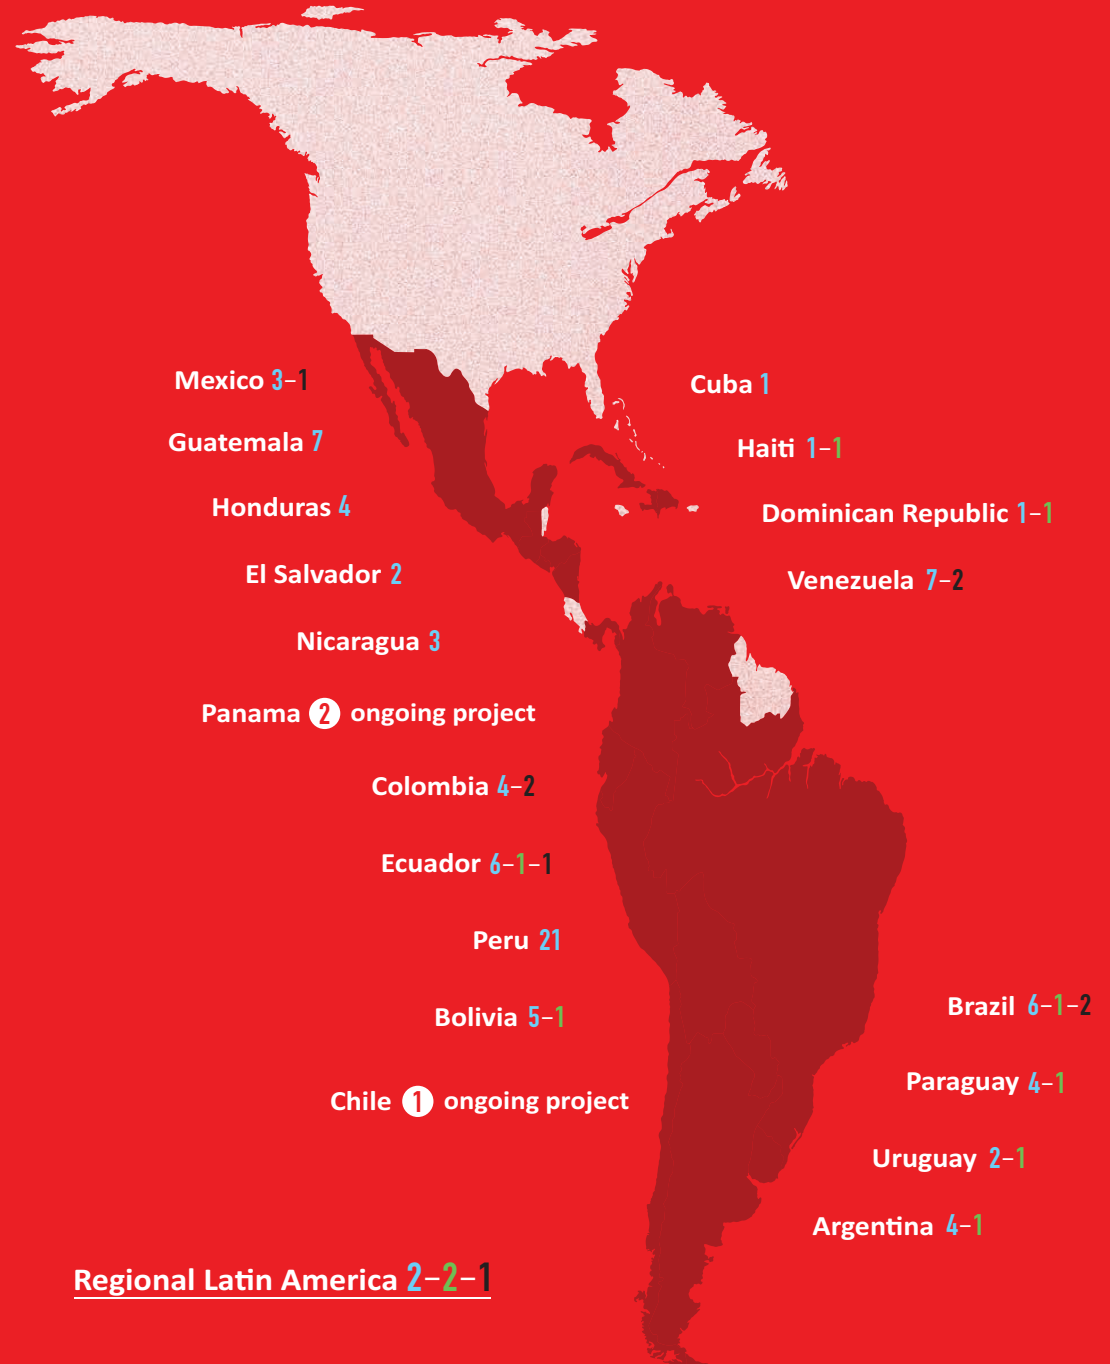 Mexico 3-1
Guatemala 7
Honduras 4
El Salvador 2
Nicaragua 3
Panama 2 ongoing project
Colombia 4-2
Ecuador 6-1-1
Peru 21
Bolivia 5-1
Chile 1 ongoing project
Cuba 1
Haiti 1-1
Dominican Republic 1-1
Venezuela 7-2
Brazil 6-1-2
Paraguay 4-1
Uruguay 2-1
Argentina 4-1
Regional Latin America 2-2-1